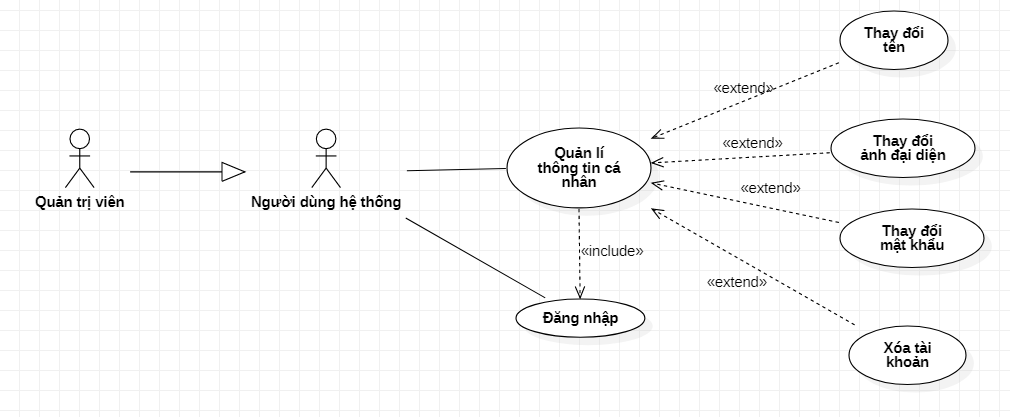 Thay đổi
tên
«extend»
Thay đổi
ảnh đại diện
«extend»
Quản lí
thông tin cá
nhân
«extend»
Quản trị viên
Người dùng hệ thống
Thay đổi
mật khẩu
«include»
«extend»
Đăng nhập
Xóa tài
khoản